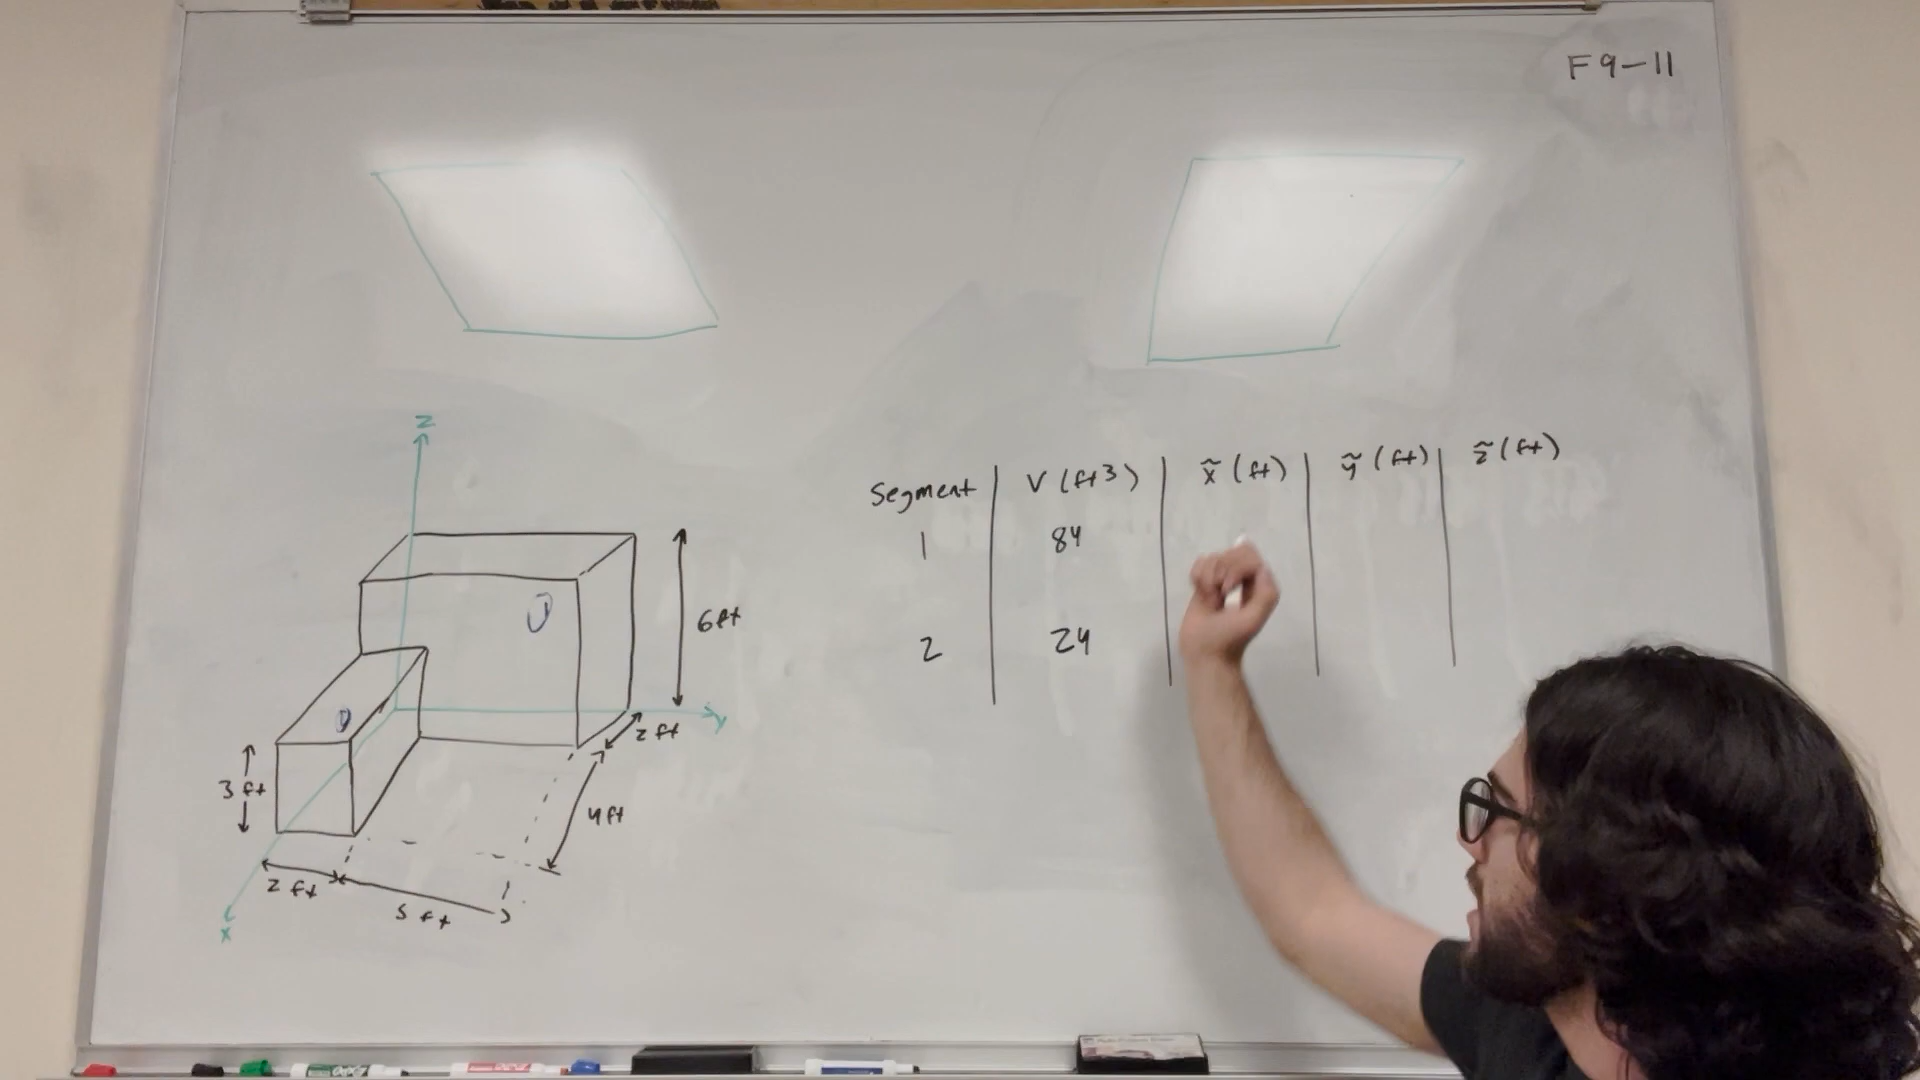 F9-11
z
6ft
y
2 ft
4ft
3 ft
2 ft
5 ft
x
Segment V (ft3) x̃ (ft) ỹ (ft) z̃ (ft)
1 84
2 24